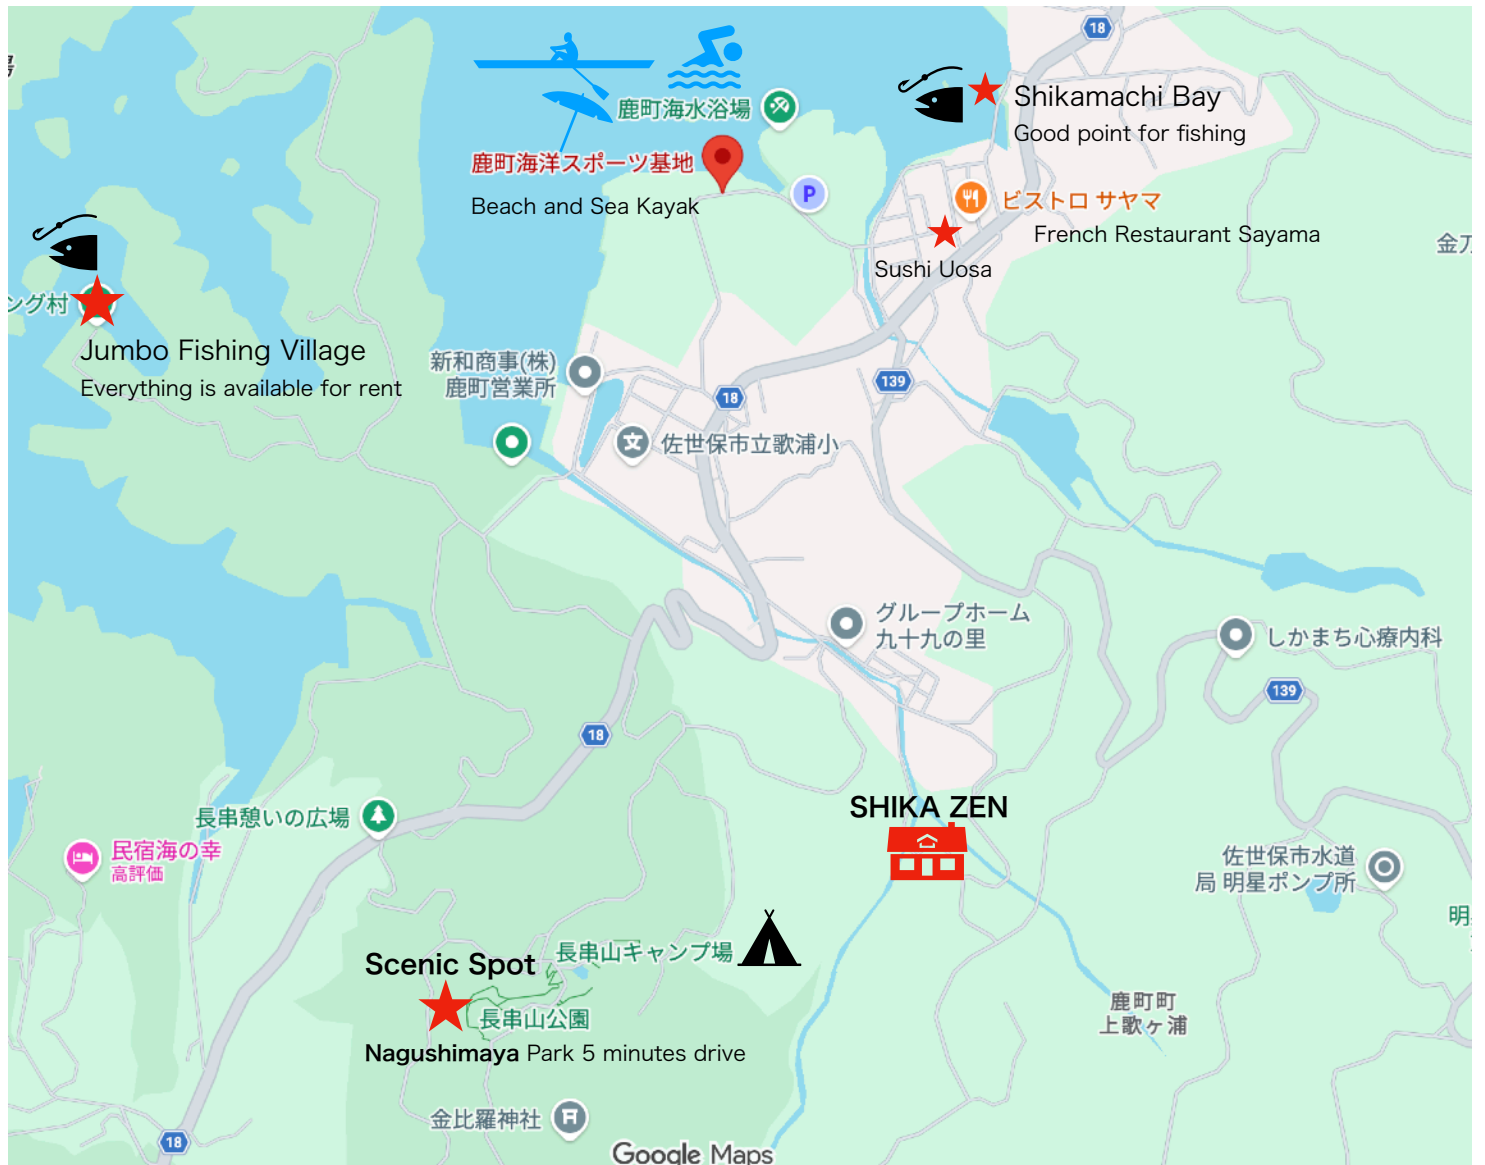 18
鹿町海水浴場
Shikamachi Bay
Good point for fishing
鹿町海洋スポーツ基地
P
Beach and Sea Kayak
ビストロ サヤマ
French Restaurant Sayama
Sushi Uosa
ング村
Jumbo Fishing Village
Everything is available for rent
新和商事(株)
鹿町営業所
18
139
文
佐世保市立歌浦小
グループホーム
九十九の里
しかまち心療内科
139
18
SHIKA ZEN
長串憩いの広場
民宿海の幸
高評価
佐世保市水道
局 明星ポンプ所
明
Scenic Spot
長串山キャンプ場
長串山公園
Nagushimaya Park 5 minutes drive
鹿町町
上歌ヶ浦
金比羅神社
18
Google Maps